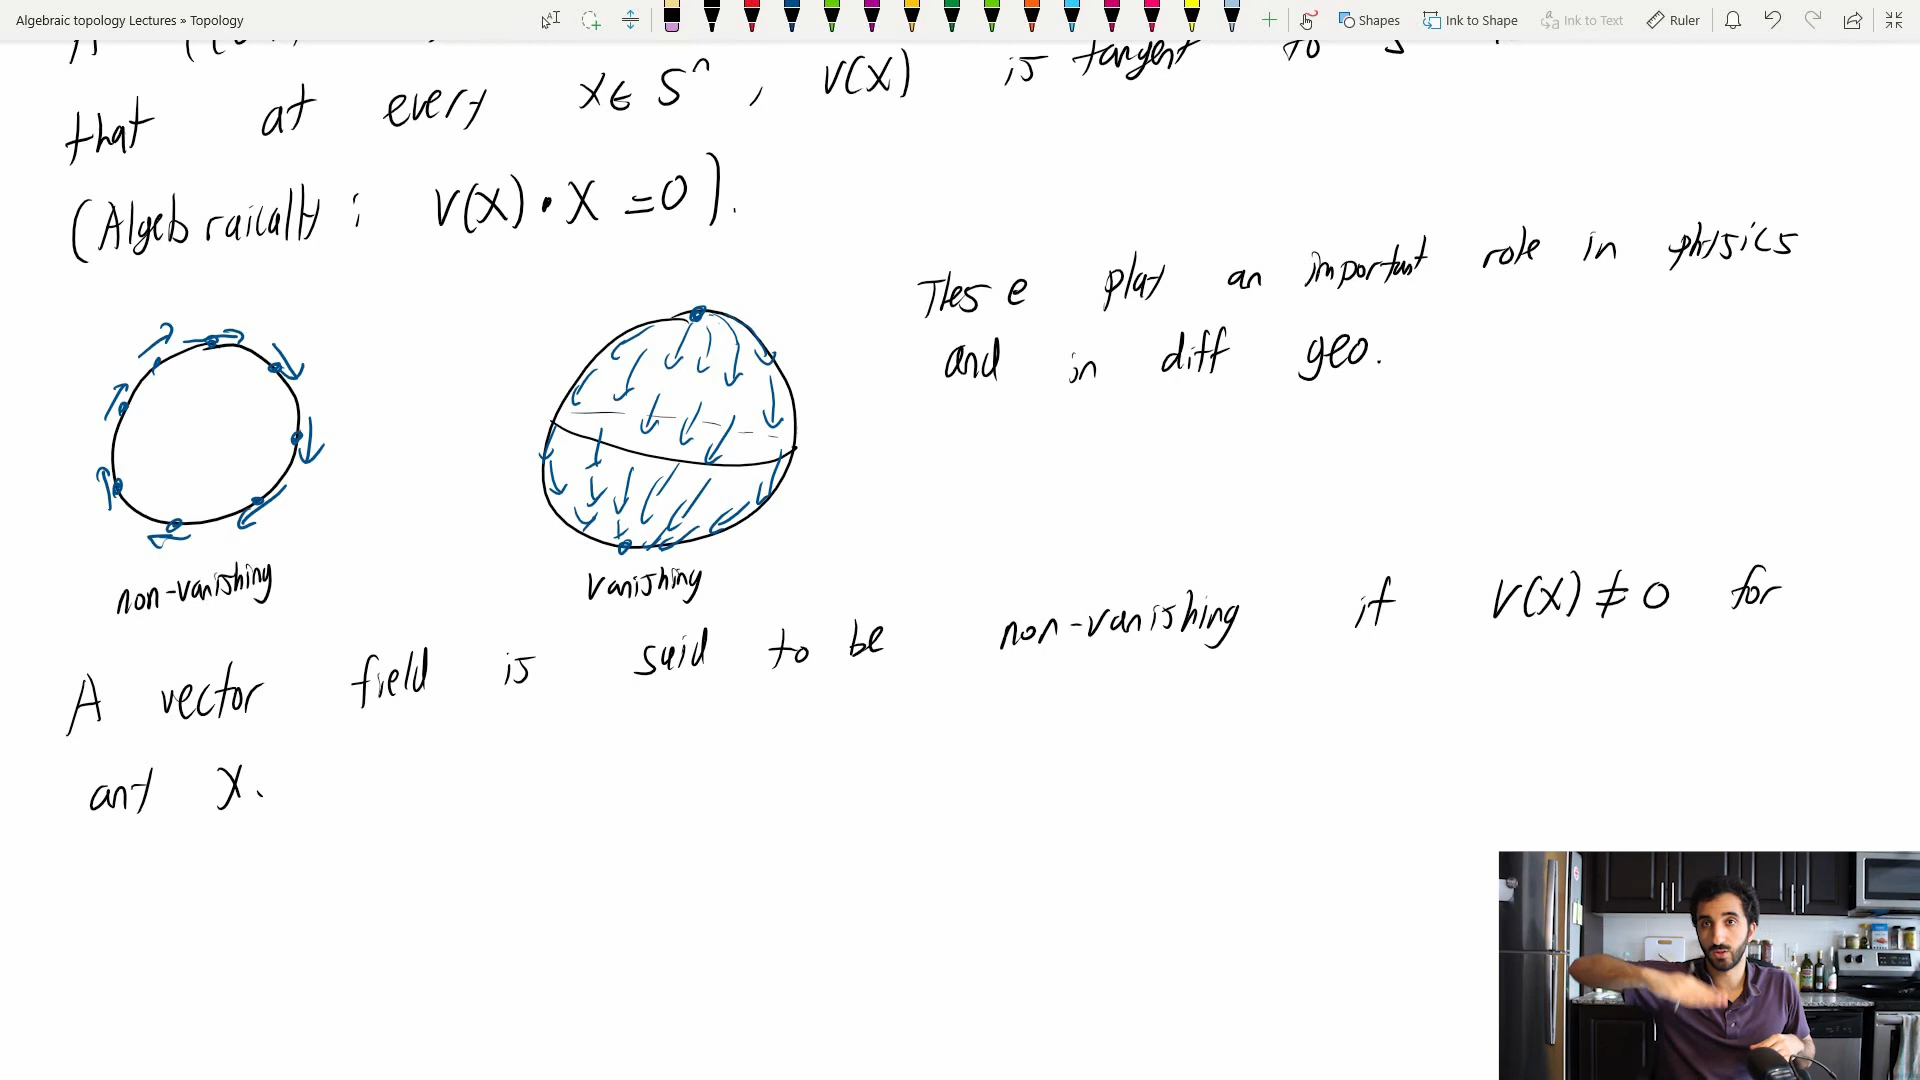 Algebraic topology Lectures » Topology
Shapes
Ink to Shape
Ink to Text
Ruler
is tangent to
that at every x ∈ Sⁿ, V(X)
(Algebraically: V(X) • X = 0).
These play an important role in physics
and in diff geo.
non-vanishing
vanishing
A vector field is said to be non-vanishing if V(X) ≠ 0 for
any X.